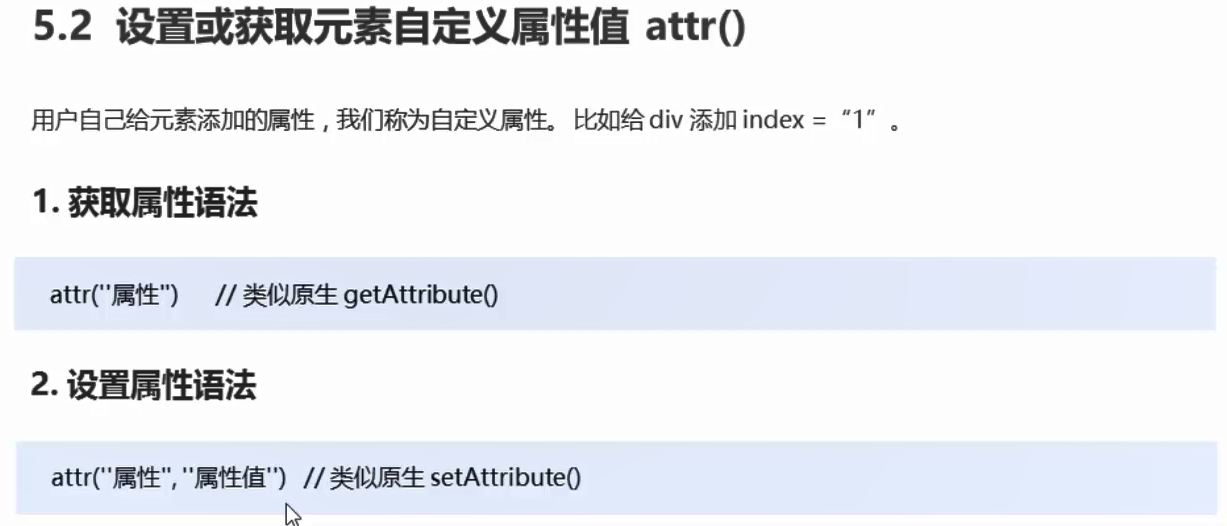 5.2 设置或获取元素自定义属性值 attr()
用户自己给元素添加的属性，我们称为自定义属性。 比如给 div 添加 index = “1”。
1. 获取属性语法
attr(''属性'') // 类似原生 getAttribute()
2. 设置属性语法
attr(''属性'', ''属性值'') // 类似原生 setAttribute()